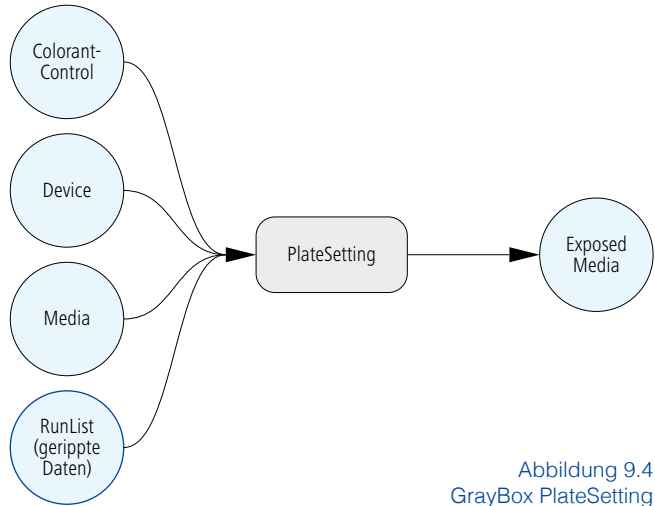 Colorant-
Control
Device
Media
RunList
(gerippte
Daten)
PlateSetting
Exposed
Media
Abbildung 9.4
GrayBox PlateSetting